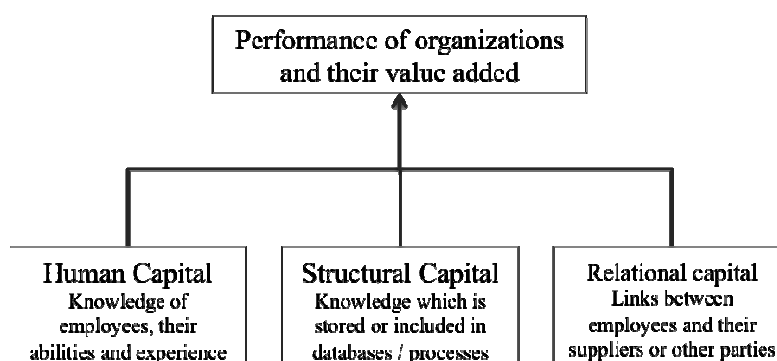 Performance of organizations
and their value added
Human Capital
Knowledge of
employees, their
abilities and experience
Structural Capital
Knowledge which is
stored or included in
databases / processes
Relational capital
Links between
employees and their
suppliers or other parties